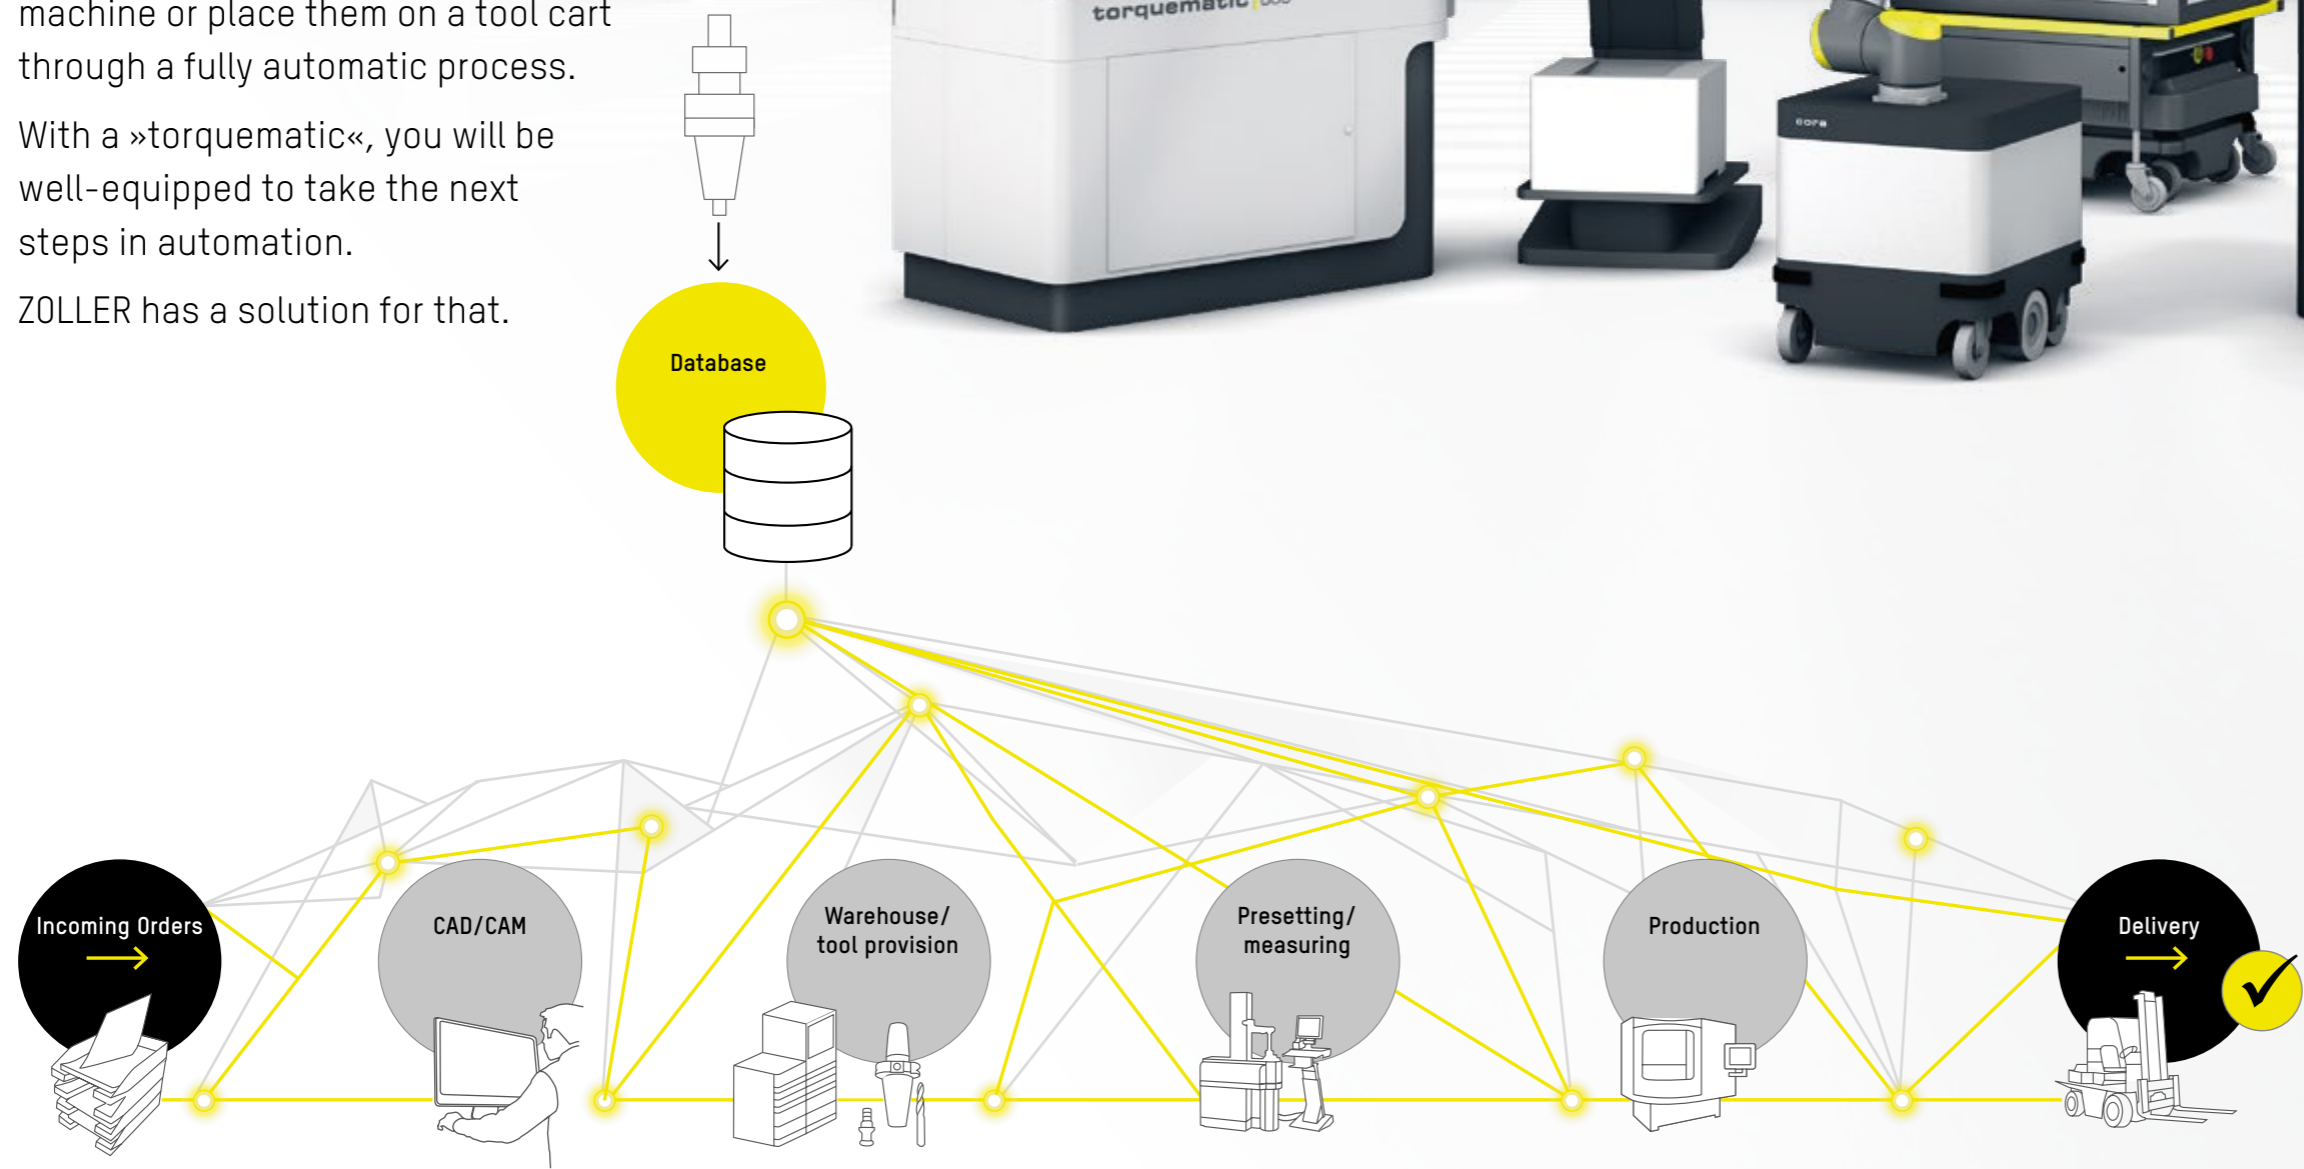 machine or place them on a tool cart
through a fully automatic process.
With a »torquematic«, you will be
well-equipped to take the next
steps in automation.
ZOLLER has a solution for that.
torquematic
cora
Database
Incoming Orders
CAD/CAM
Warehouse/
tool provision
Presetting/
measuring
Production
Delivery